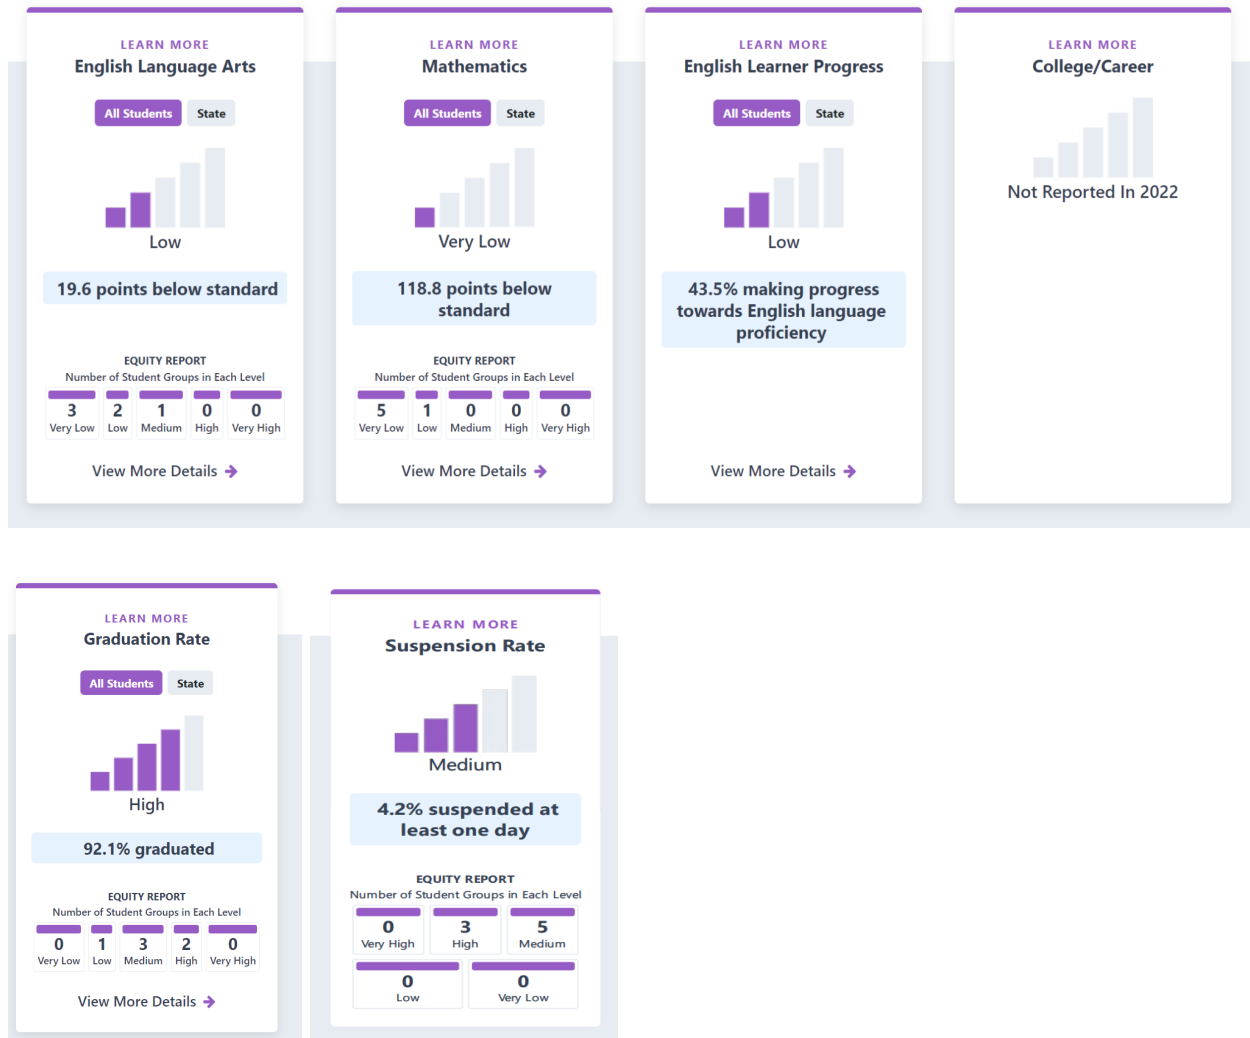 LEARN MORE
English Language Arts
All Students
State
Low
19.6 points below standard
EQUITY REPORT
Number of Student Groups in Each Level
3
2
1
0
0
Very Low
Low
Medium
High
Very High
View More Details
LEARN MORE
Mathematics
All Students
State
Very Low
118.8 points below
standard
EQUITY REPORT
Number of Student Groups in Each Level
5
1
0
0
0
Very Low
Low
Medium
High
Very High
View More Details
LEARN MORE
English Learner Progress
All Students
State
Low
43.5% making progress
towards English language
proficiency
View More Details
LEARN MORE
College/Career
Not Reported In 2022
LEARN MORE
Graduation Rate
All Students
State
High
92.1% graduated
EQUITY REPORT
Number of Student Groups in Each Level
0
1
3
2
0
Very Low
Low
Medium
High
Very High
View More Details
LEARN MORE
Suspension Rate
Medium
4.2% suspended at
least one day
EQUITY REPORT
Number of Student Groups in Each Level
0
3
5
Very High
High
Medium
0
0
Low
Very Low